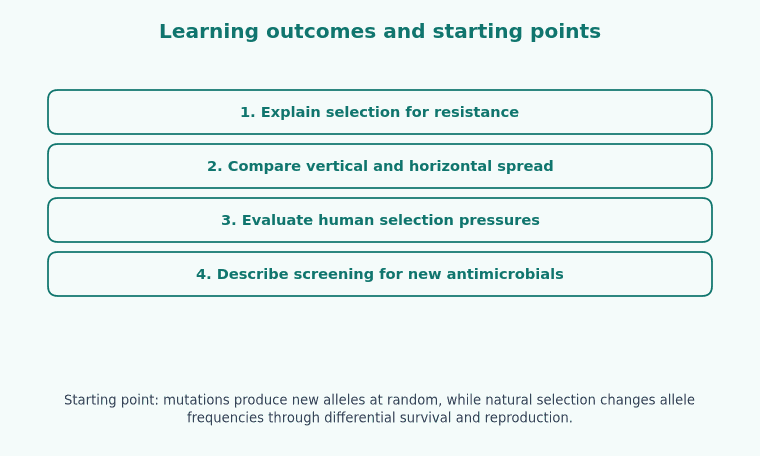 Learning outcomes and starting points
1. Explain selection for resistance
2. Compare vertical and horizontal spread
3. Evaluate human selection pressures
4. Describe screening for new antimicrobials
Starting point: mutations produce new alleles at random, while natural selection changes allele
frequencies through differential survival and reproduction.